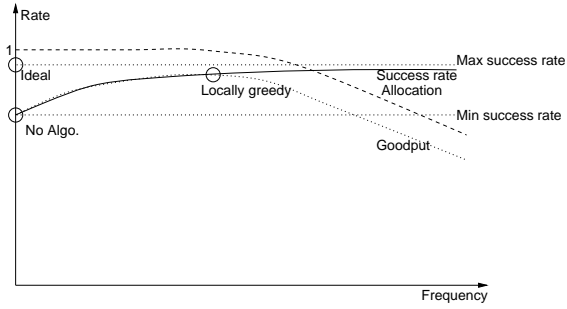 Rate
1
Max success rate
Ideal
Success rate
Locally greedy
Allocation
Min success rate
No Algo.
Goodput
Frequency